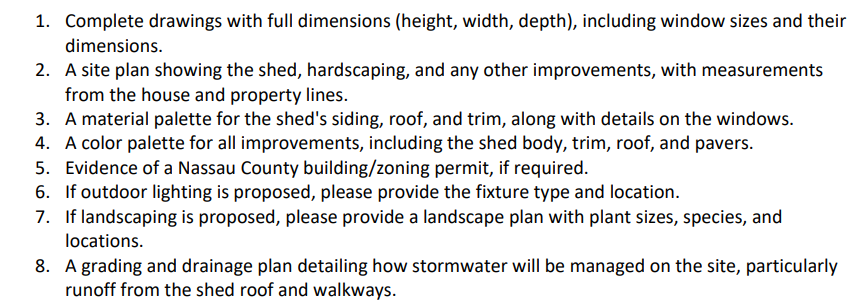 1. Complete drawings with full dimensions (height, width, depth), including window sizes and their
dimensions.
2. A site plan showing the shed, hardscaping, and any other improvements, with measurements
from the house and property lines.
3. A material palette for the shed's siding, roof, and trim, along with details on the windows.
4. A color palette for all improvements, including the shed body, trim, roof, and pavers.
5. Evidence of a Nassau County building/zoning permit, if required.
6. If outdoor lighting is proposed, please provide the fixture type and location.
7. If landscaping is proposed, please provide a landscape plan with plant sizes, species, and
locations.
8. A grading and drainage plan detailing how stormwater will be managed on the site, particularly
runoff from the shed roof and walkways.